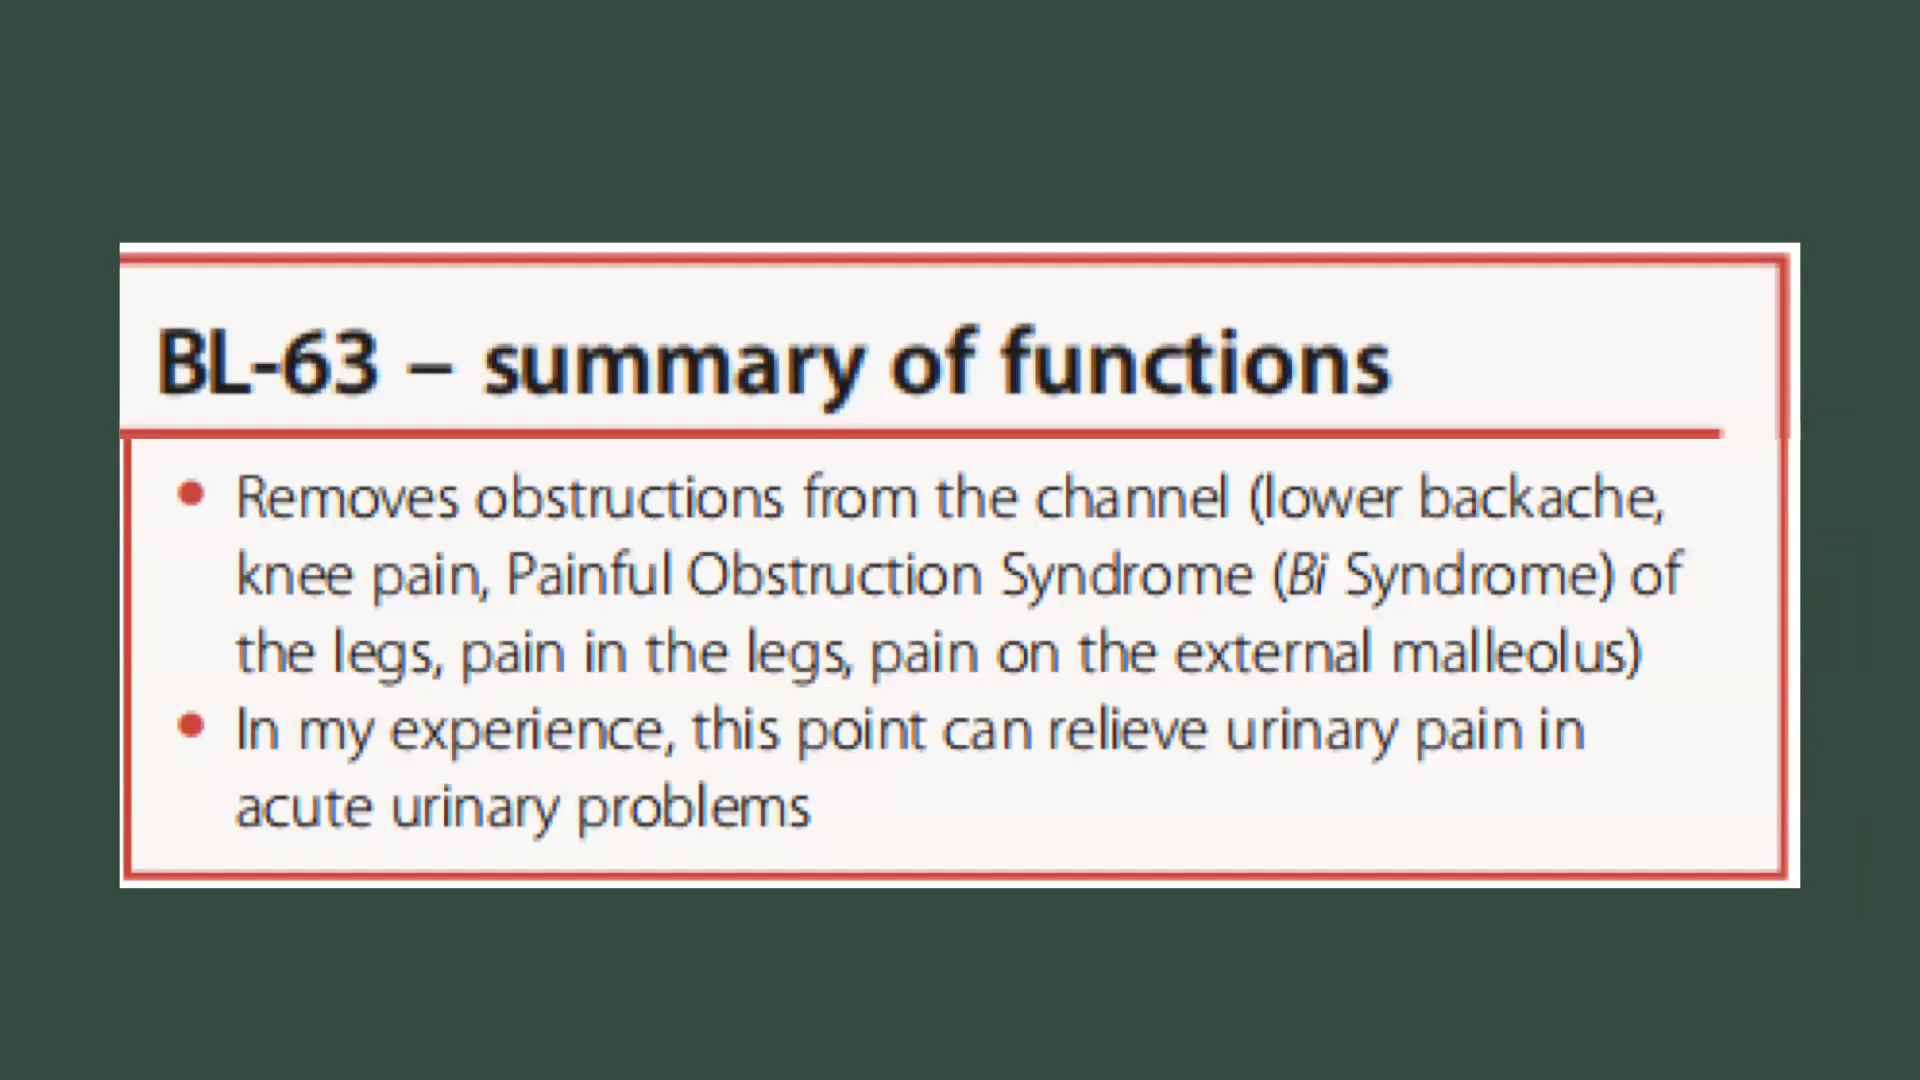 BL-63 – summary of functions
• Removes obstructions from the channel (lower backache,
knee pain, Painful Obstruction Syndrome (Bi Syndrome) of
the legs, pain in the legs, pain on the external malleolus)
• In my experience, this point can relieve urinary pain in
acute urinary problems